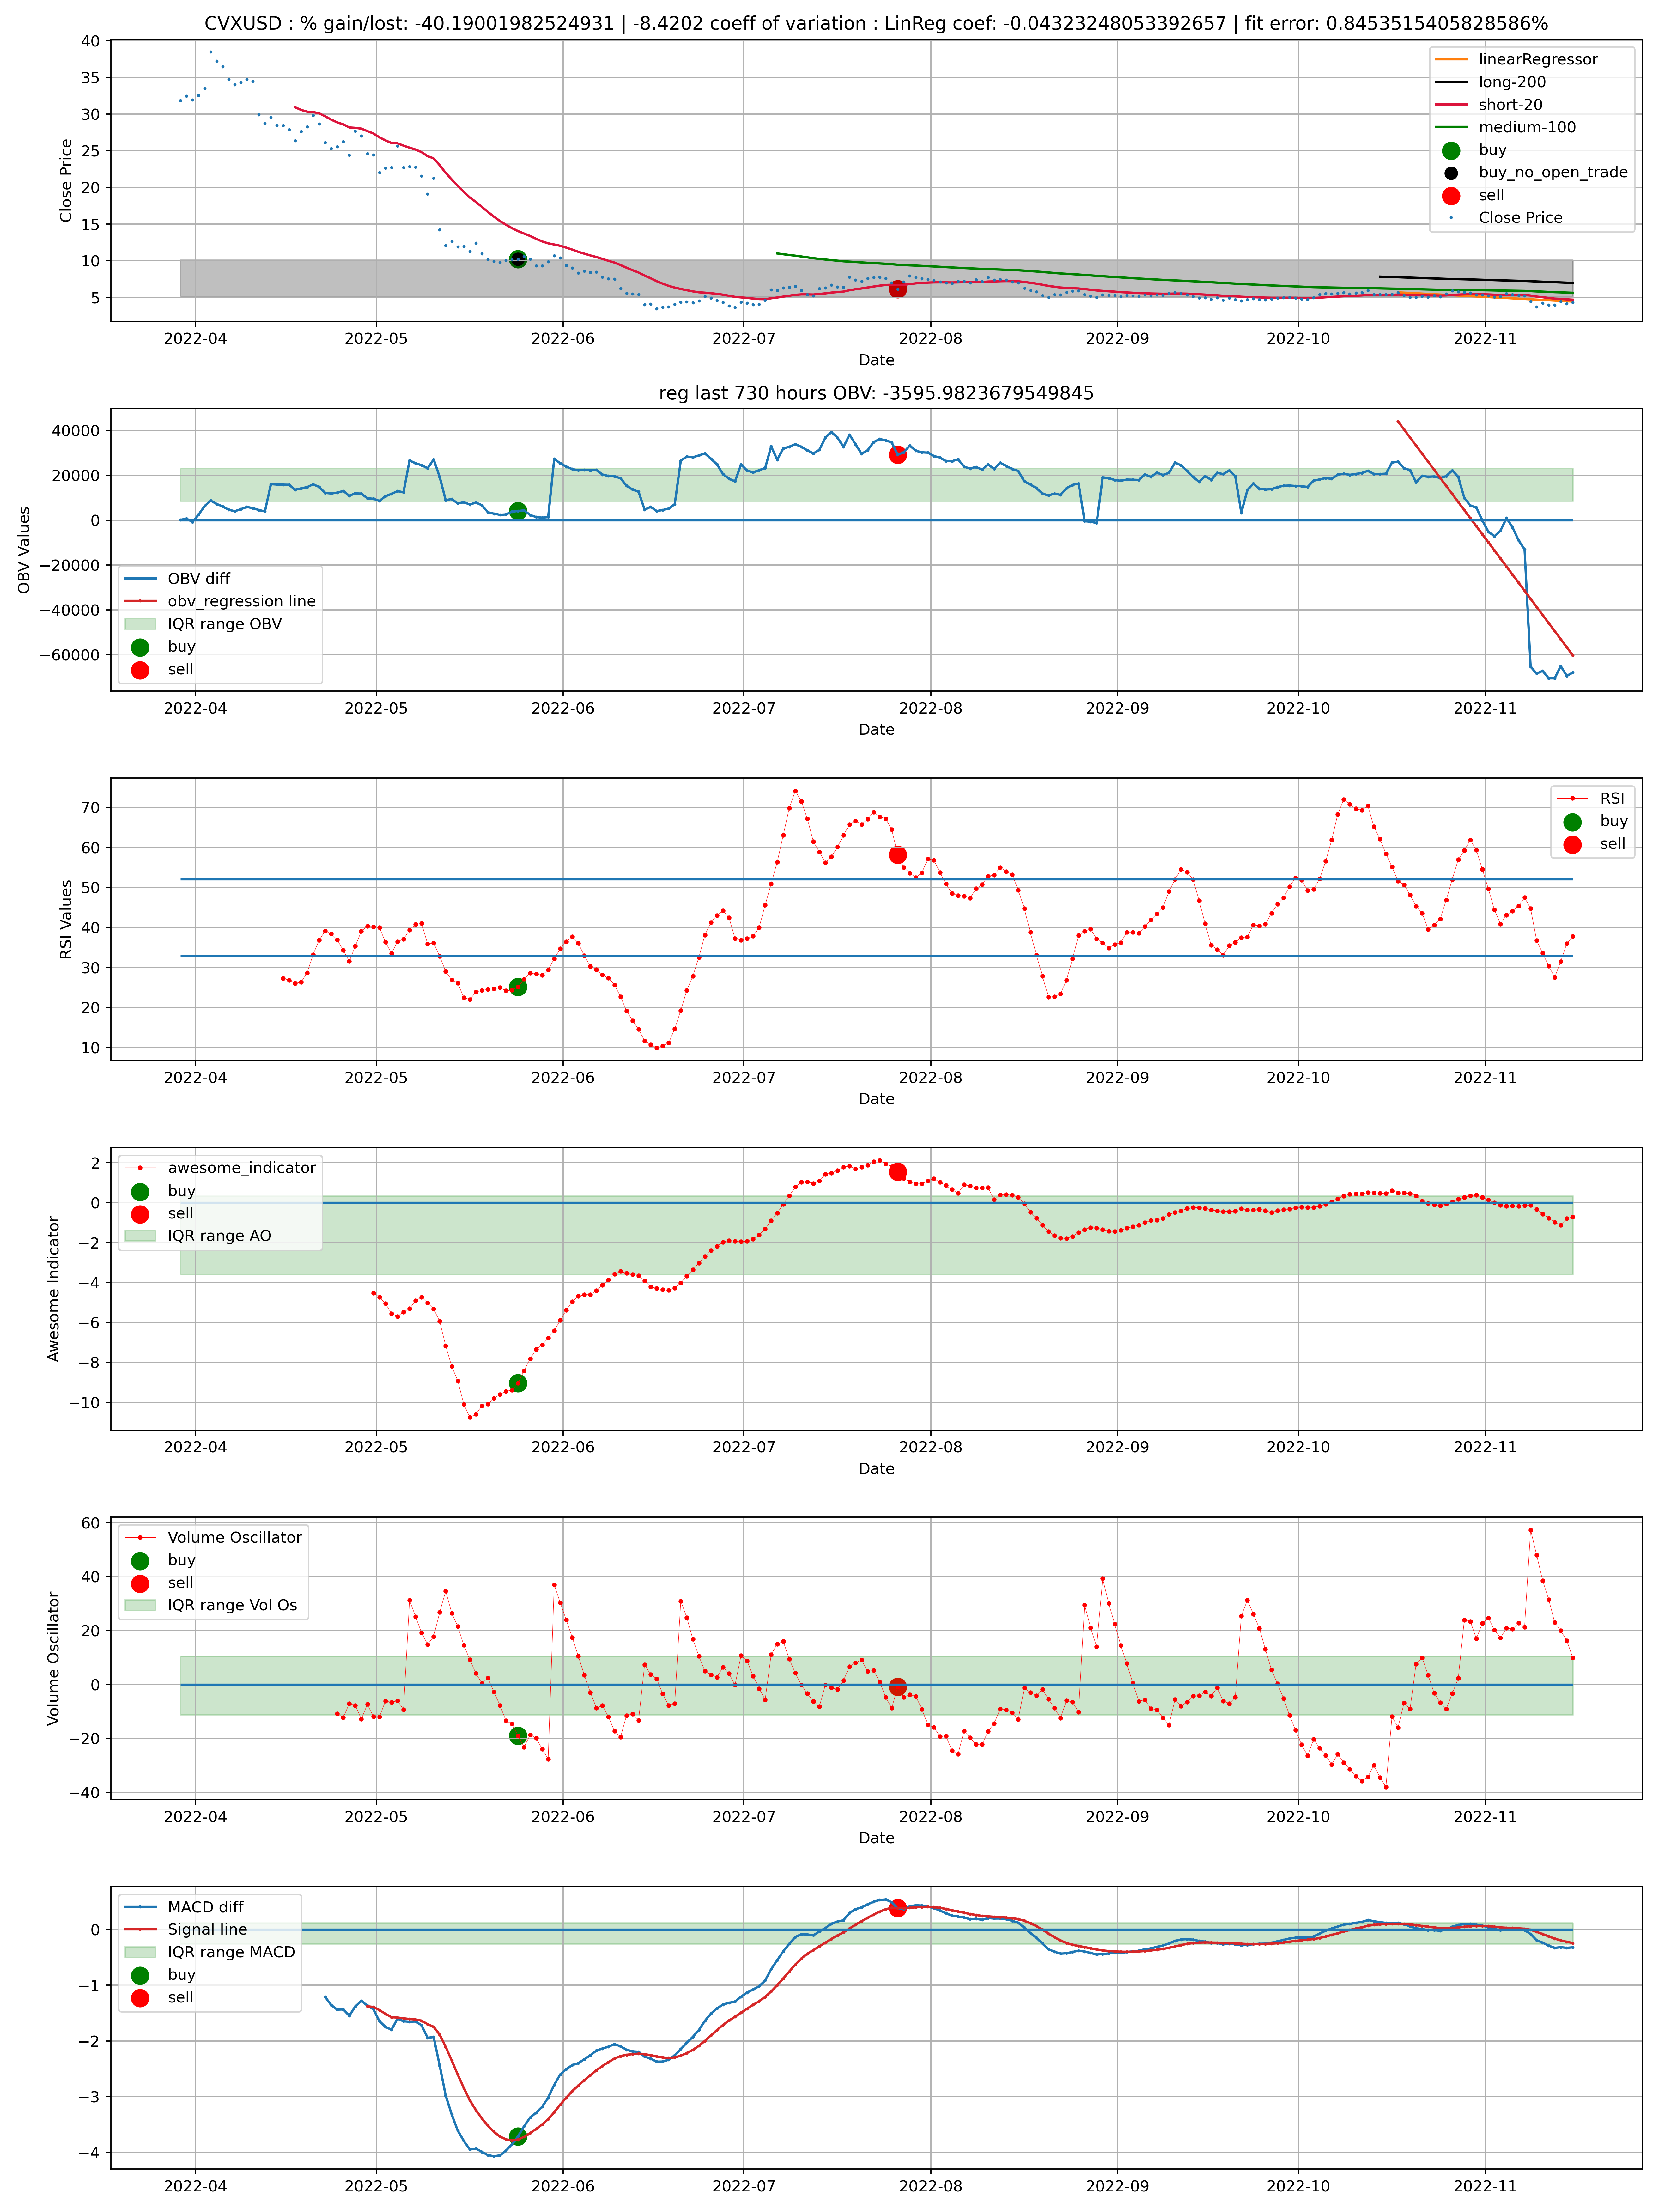 CVXUSD : % gain/lost: -40.19001982524931 | -8.4202 coeff of variation : LinReg coef: -0.04323248053392657 | fit error: 0.8453515405828586%
40
35
30
25
20
15
10
5
Close Price
linearRegressor
long-200
short-20
medium-100
buy
buy_no_open_trade
sell
Close Price
2022-04 2022-05 2022-06 2022-07 2022-08 2022-09 2022-10 2022-11
Date
reg last 730 hours OBV: -3595.9823679549845
40000
20000
0
−20000
−40000
−60000
OBV Values
OBV diff
obv_regression line
IQR range OBV
buy
sell
2022-04 2022-05 2022-06 2022-07 2022-08 2022-09 2022-10 2022-11
Date
70
60
50
40
30
20
10
RSI Values
RSI
buy
sell
2022-04 2022-05 2022-06 2022-07 2022-08 2022-09 2022-10 2022-11
Date
2
0
−2
−4
−6
−8
−10
Awesome Indicator
awesome_indicator
buy
sell
IQR range AO
2022-04 2022-05 2022-06 2022-07 2022-08 2022-09 2022-10 2022-11
Date
60
40
20
0
−20
−40
Volume Oscillator
Volume Oscillator
buy
sell
IQR range Vol Os
2022-04 2022-05 2022-06 2022-07 2022-08 2022-09 2022-10 2022-11
Date
0
−1
−2
−3
−4
MACD diff
Signal line
IQR range MACD
buy
sell
2022-04 2022-05 2022-06 2022-07 2022-08 2022-09 2022-10 2022-11